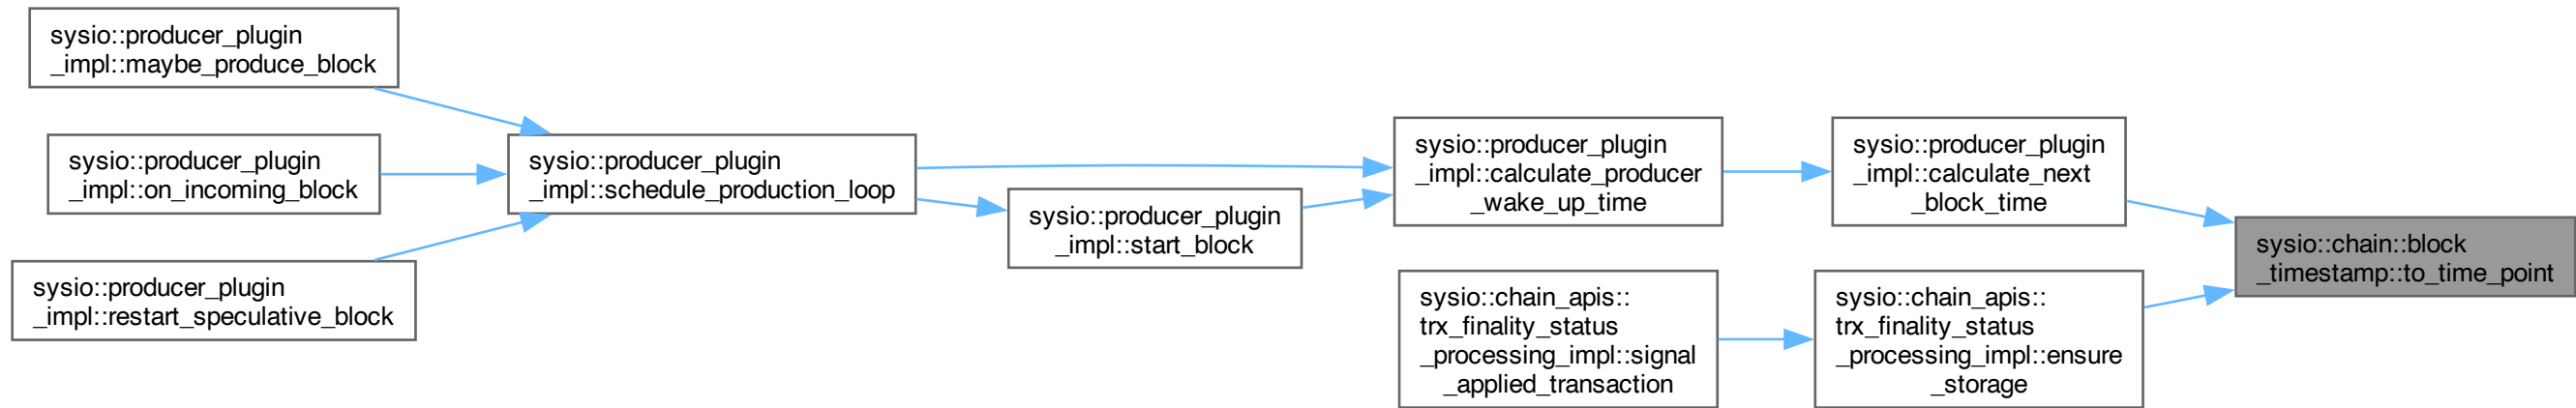 sysio::producer_plugin
_impl::maybe_produce_block
sysio::producer_plugin
_impl::on_incoming_block
sysio::producer_plugin
_impl::restart_speculative_block
sysio::producer_plugin
_impl::schedule_production_loop
sysio::producer_plugin
_impl::start_block
sysio::producer_plugin
_impl::calculate_producer
_wake_up_time
sysio::chain_apis::
trx_finality_status
_processing_impl::signal
_applied_transaction
sysio::producer_plugin
_impl::calculate_next
_block_time
sysio::chain_apis::
trx_finality_status
_processing_impl::ensure
_storage
sysio::chain::block
_timestamp::to_time_point